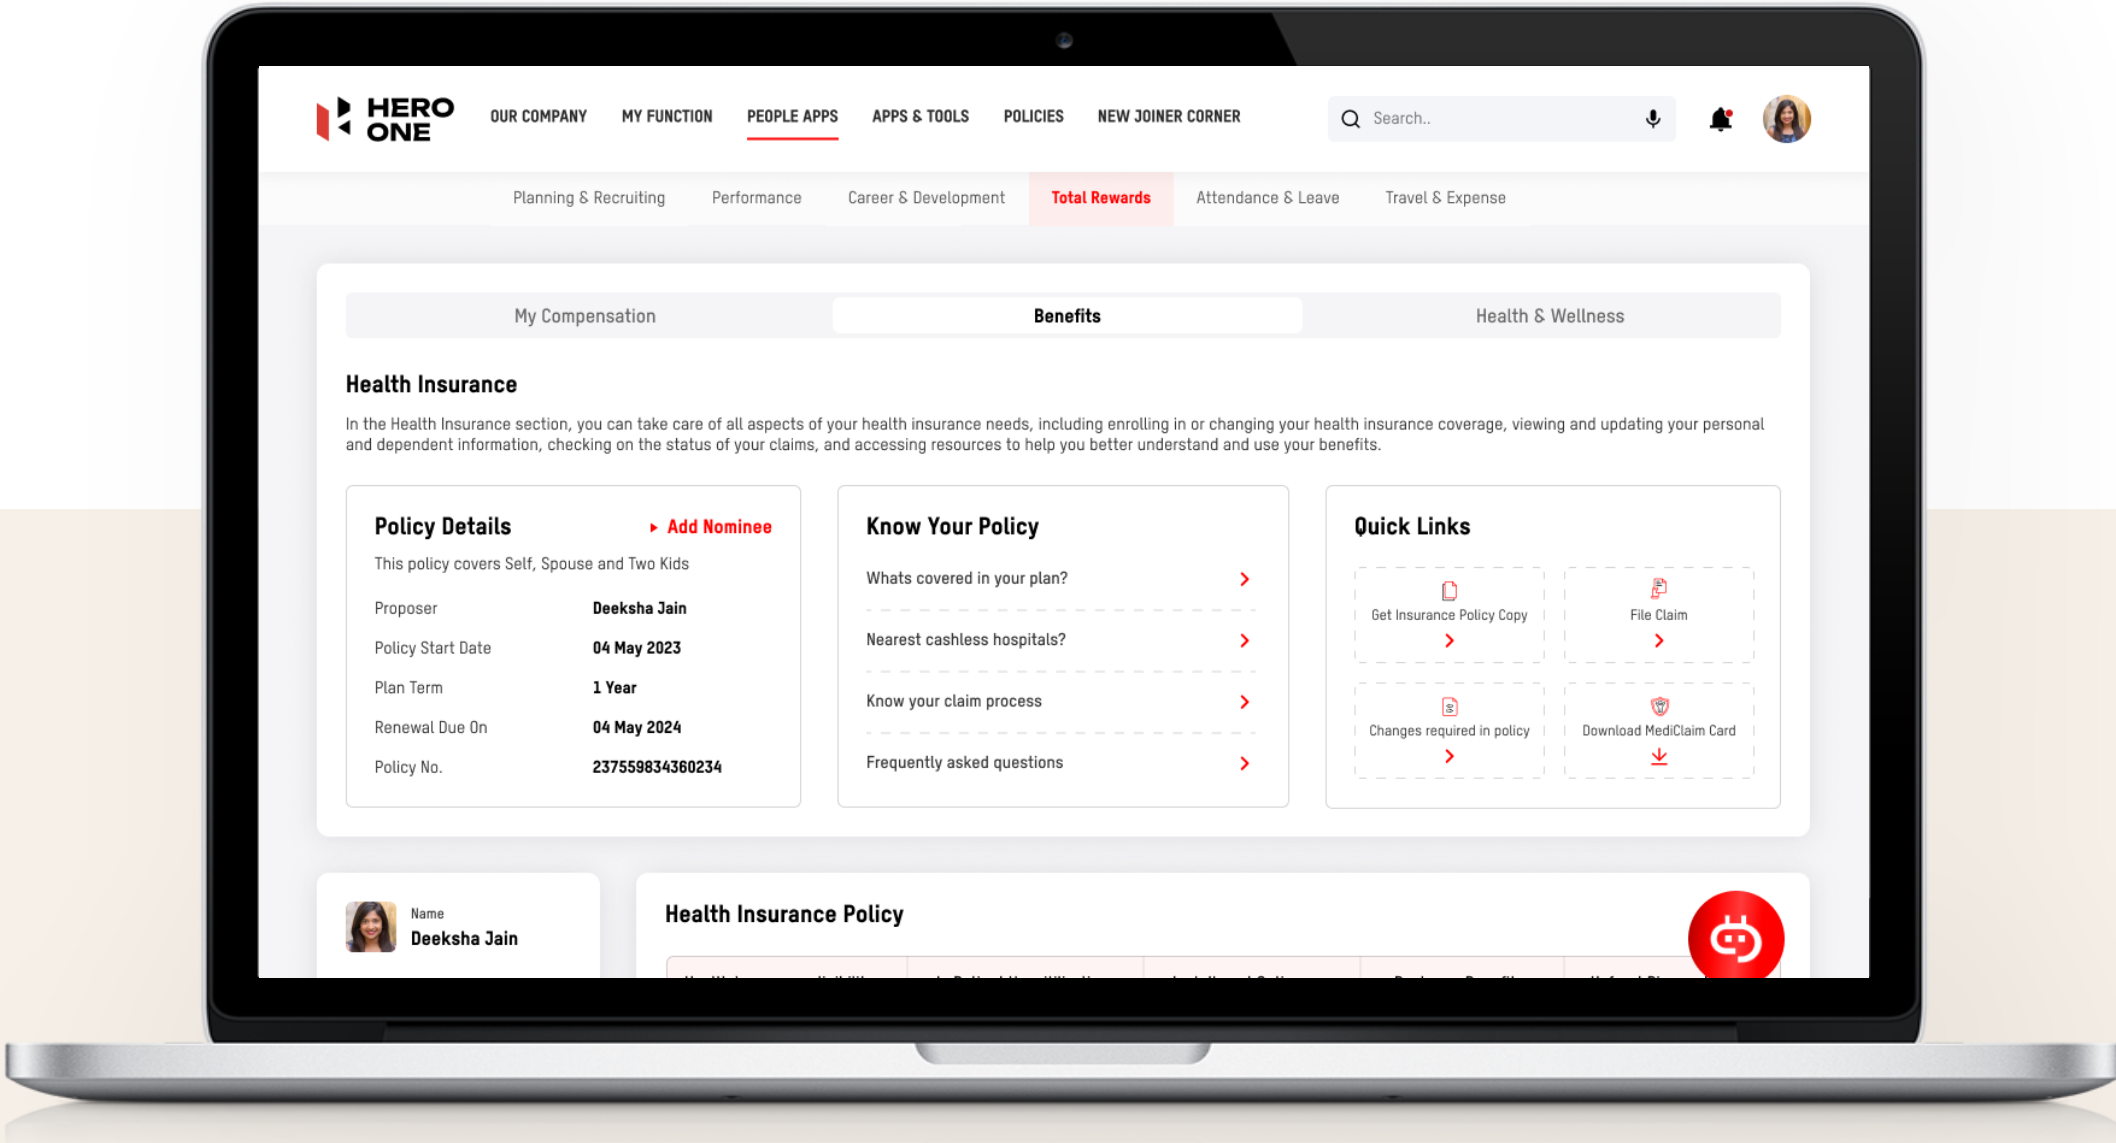 HERO
ONE
OUR COMPANY
MY FUNCTION
PEOPLE APPS
APPS & TOOLS
POLICIES
NEW JOINER CORNER
Search..
Planning & Recruiting
Performance
Career & Development
Total Rewards
Attendance & Leave
Travel & Expense
My Compensation
Benefits
Health & Wellness
Health Insurance
In the Health Insurance section, you can take care of all aspects of your health insurance needs, including enrolling in or changing your health insurance coverage, viewing and updating your personal
and dependent information, checking on the status of your claims, and accessing resources to help you better understand and use your benefits.
Policy Details
Add Nominee
This policy covers Self, Spouse and Two Kids
Proposer Deeksha Jain
Policy Start Date 04 May 2023
Plan Term 1 Year
Renewal Due On 04 May 2024
Policy No. 237559834360234
Know Your Policy
Whats covered in your plan?
Nearest cashless hospitals?
Know your claim process
Frequently asked questions
Quick Links
Get Insurance Policy Copy
File Claim
Changes required in policy
Download MediClaim Card
Name
Deeksha Jain
Health Insurance Policy